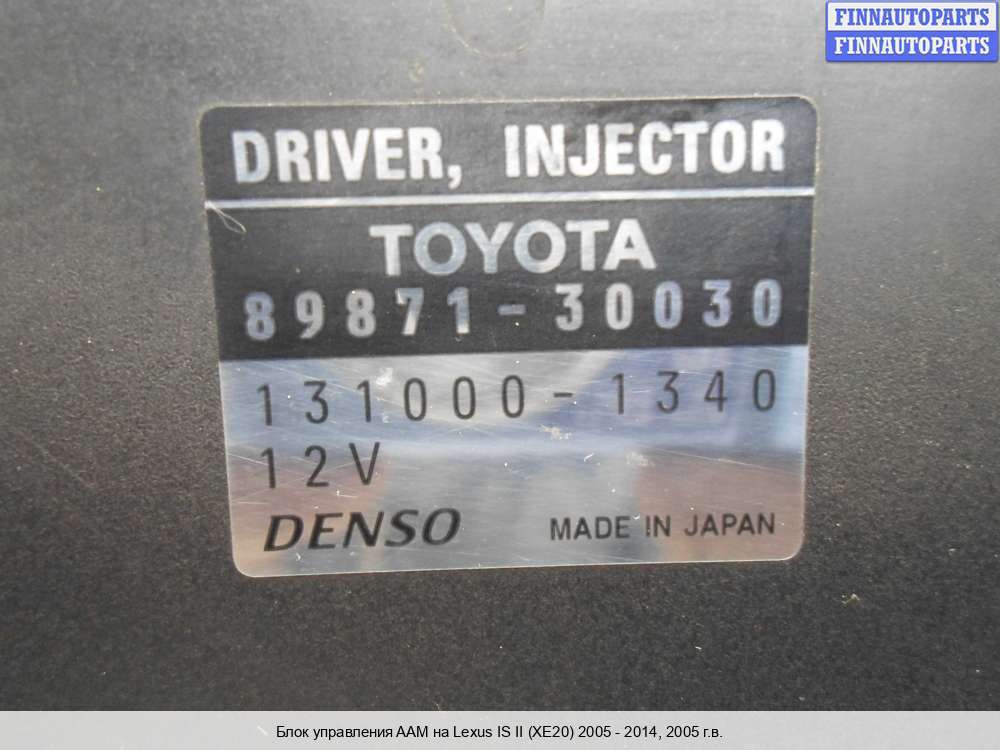 FINNAUTOPARTS
FINNAUTOPARTS
DRIVER, INJECTOR
TOYOTA
89871-30030
131000-1340
12V
DENSO MADE IN JAPAN
Блок управления AAM на Lexus IS II (XE20) 2005 - 2014, 2005 г.в.